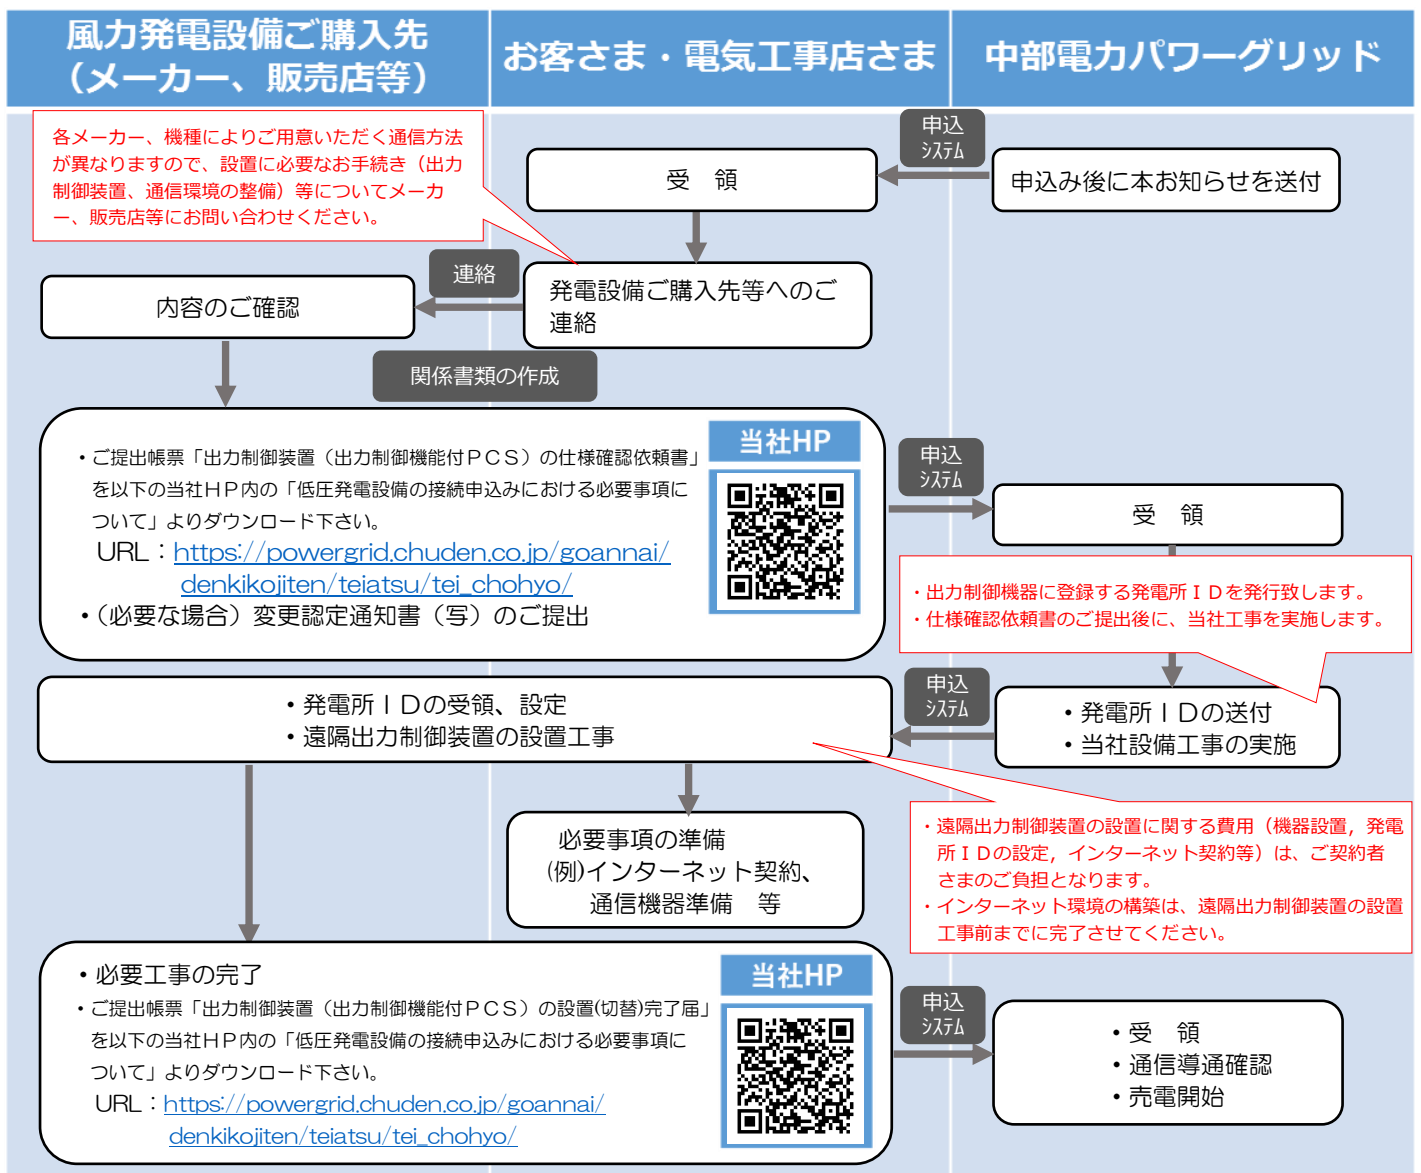 風力発電設備ご購入先
（メーカー、販売店等）
お客さま・電気工事店さま
中部電力パワーグリッド
各メーカー、機種によりご用意いただく通信方法
が異なりますので、設置に必要なお手続き（出力
制御装置、通信環境の整備）等についてメーカ
ー、販売店等にお問い合わせください。
申込
ｼｽﾃﾑ
受　領
申込み後に本お知らせを送付
連絡
発電設備ご購入先等へのご
連絡
内容のご確認
関係書類の作成
当社HP
・ご提出帳票「出力制御装置（出力制御機能付ＰＣＳ）の仕様確認依頼書」
を以下の当社ＨＰ内の「低圧発電設備の接続申込みにおける必要事項に
ついて」よりダウンロード下さい。
URL：https://powergrid.chuden.co.jp/goannai/
denkikojiten/teiatsu/tei_chohyo/
・（必要な場合）変更認定通知書（写）のご提出
申込
ｼｽﾃﾑ
受　領
・出力制御機器に登録する発電所ＩＤを発行致します。
・仕様確認依頼書のご提出後に、当社工事を実施します。
・発電所ＩＤの受領、設定
・遠隔出力制御装置の設置工事
申込
ｼｽﾃﾑ
・発電所ＩＤの送付
・当社設備工事の実施
必要事項の準備
(例)インターネット契約、
通信機器準備　等
・遠隔出力制御装置の設置に関する費用（機器設置，発電
所ＩＤの設定，インターネット契約等）は、ご契約者
さまのご負担となります。
・インターネット環境の構築は、遠隔出力制御装置の設置
工事前までに完了させてください。
・必要工事の完了
当社HP
・ご提出帳票「出力制御装置（出力制御機能付ＰＣＳ）の設置(切替)完了届」
を以下の当社ＨＰ内の「低圧発電設備の接続申込みにおける必要事項に
ついて」よりダウンロード下さい。
URL：https://powergrid.chuden.co.jp/goannai/
denkikojiten/teiatsu/tei_chohyo/
申込
ｼｽﾃﾑ
・受　領
・通信導通確認
・売電開始